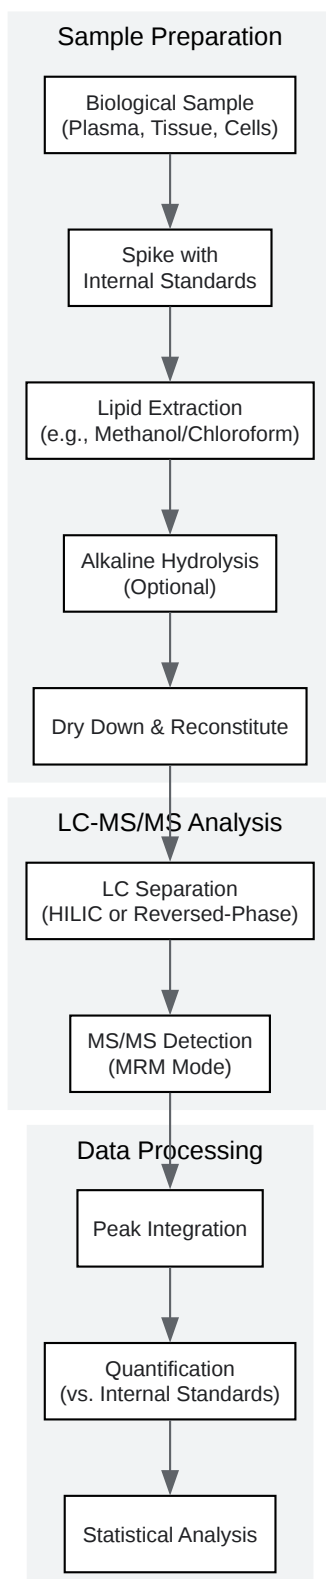 Sample Preparation
Biological Sample
(Plasma, Tissue, Cells)
Spike with
Internal Standards
Lipid Extraction
(e.g., Methanol/Chloroform)
Alkaline Hydrolysis
(Optional)
Dry Down & Reconstitute
LC-MS/MS Analysis
LC Separation
(HILIC or Reversed-Phase)
MS/MS Detection
(MRM Mode)
Data Processing
Peak Integration
Quantification
(vs. Internal Standards)
Statistical Analysis